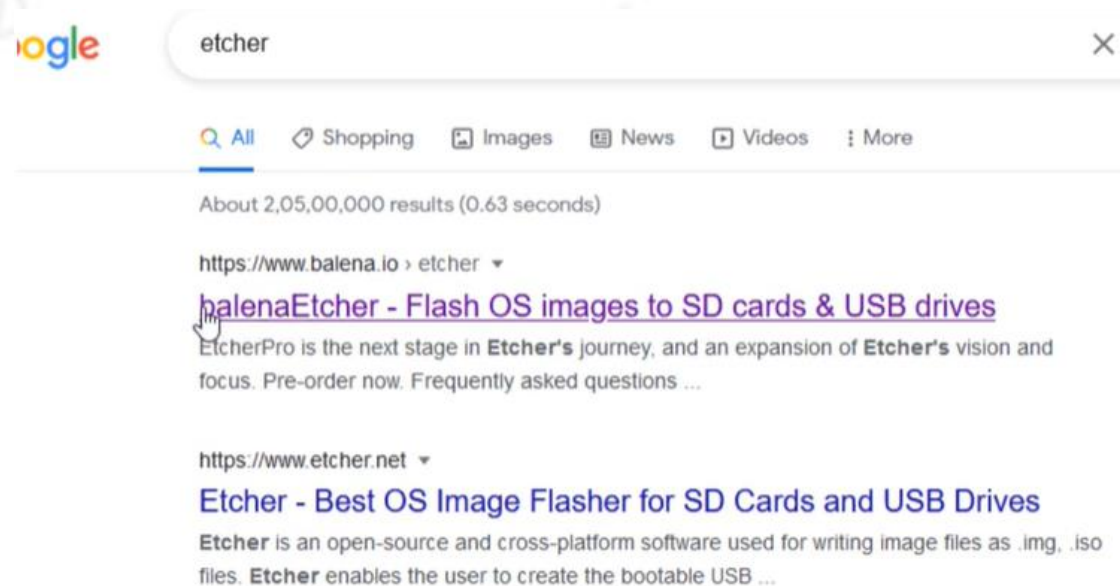 ogle
etcher
All Shopping Images News Videos More
About 2,05,00,000 results (0.63 seconds)
https://www.balena.io › etcher
balenaEtcher - Flash OS images to SD cards & USB drives
EtcherPro is the next stage in Etcher's journey, and an expansion of Etcher's vision and
focus. Pre-order now. Frequently asked questions ...
https://www.etcher.net
Etcher - Best OS Image Flasher for SD Cards and USB Drives
Etcher is an open-source and cross-platform software used for writing image files as .img, .iso
files. Etcher enables the user to create the bootable USB ...